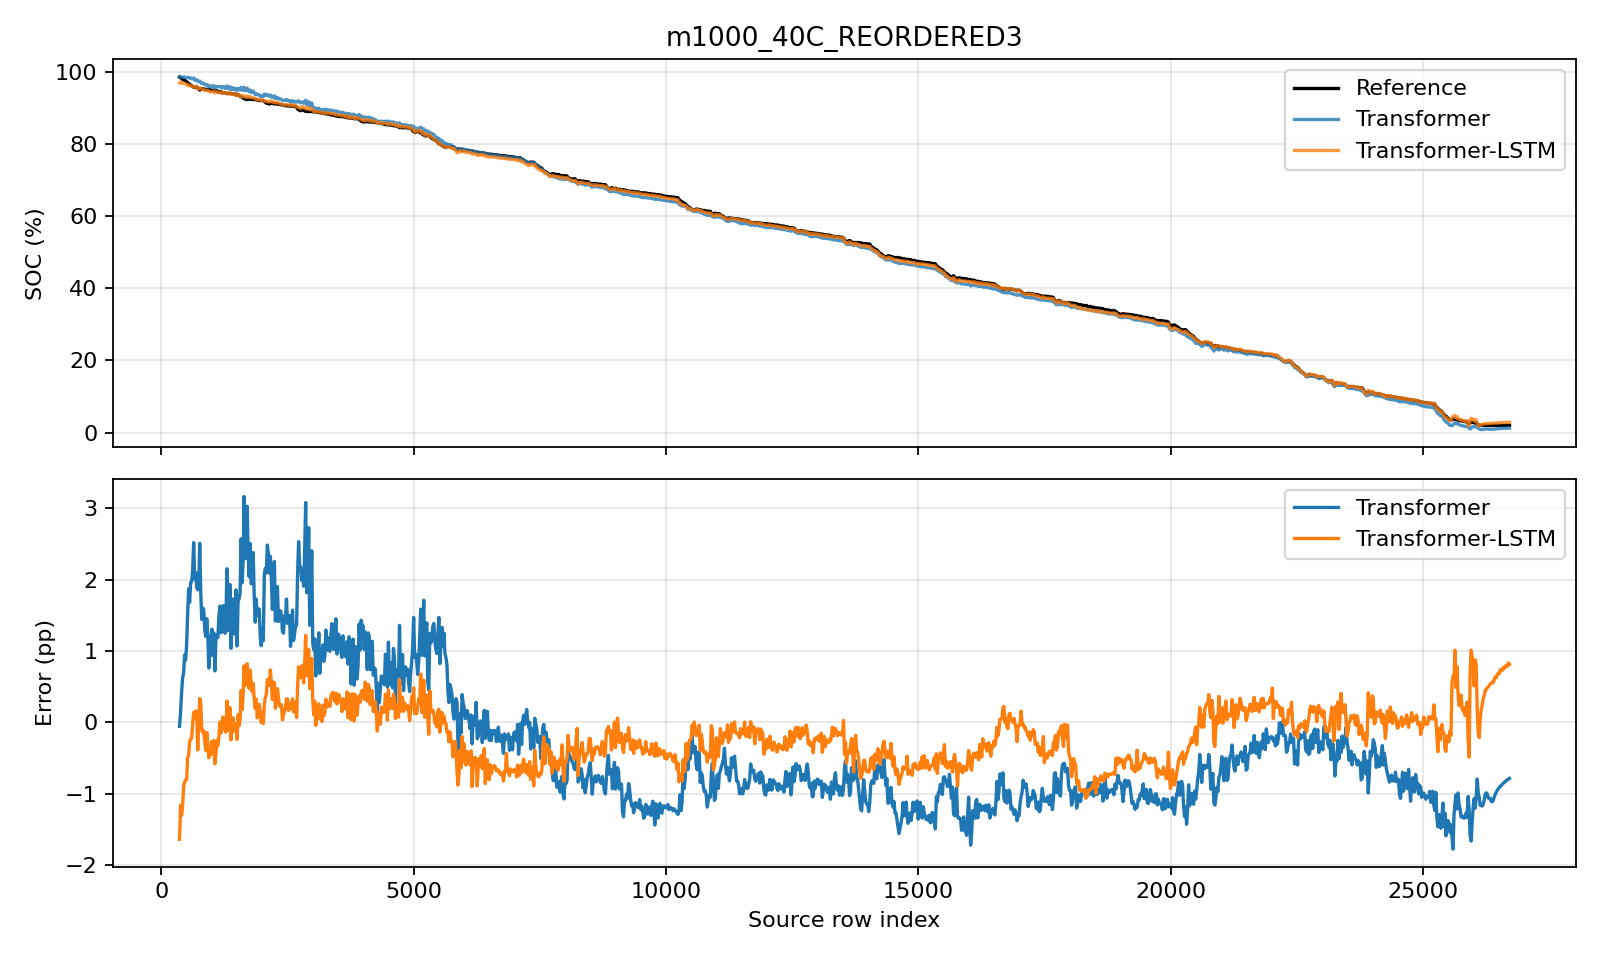 m1000_40C_REORDERED3
100
80
60
40
20
0
SOC (%)
Reference
Transformer
Transformer-LSTM
3
2
1
0
−1
−2
Error (pp)
Transformer
Transformer-LSTM
0
5000
10000
15000
20000
25000
Source row index